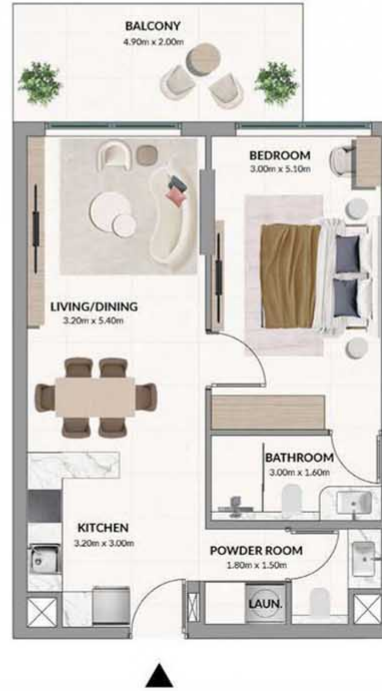 BALCONY
4.90m x 2.00m
BEDROOM
3.00m x 5.10m
LIVING/DINING
3.20m x 5.40m
BATHROOM
3.00m x 1.60m
KITCHEN
3.20m x 3.00m
POWDER ROOM
1.80m x 1.50m
LAUN.